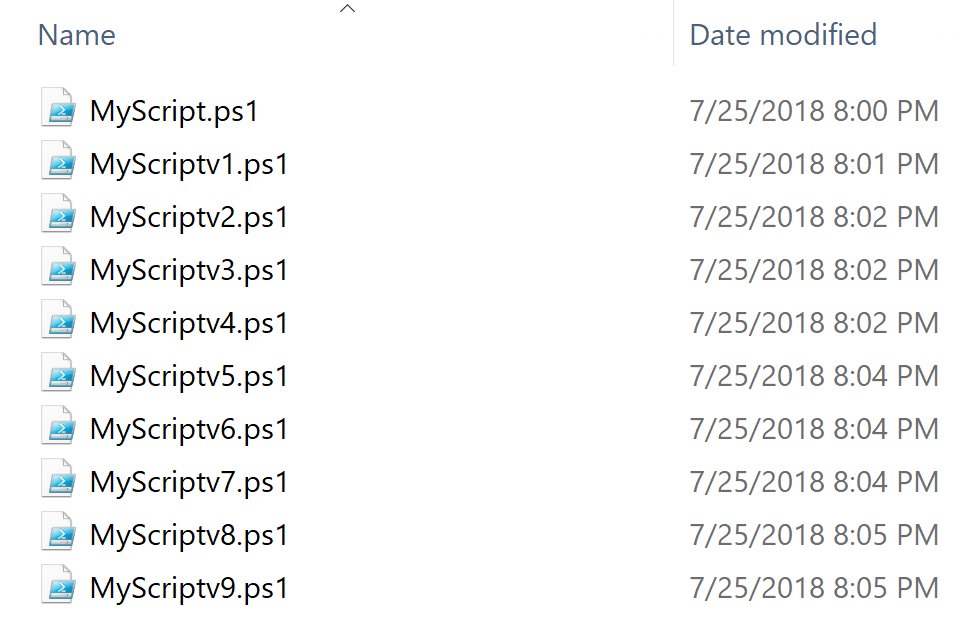 Name Date modified
MyScript.ps1 7/25/2018 8:00 PM
MyScriptv1.ps1 7/25/2018 8:01 PM
MyScriptv2.ps1 7/25/2018 8:02 PM
MyScriptv3.ps1 7/25/2018 8:02 PM
MyScriptv4.ps1 7/25/2018 8:02 PM
MyScriptv5.ps1 7/25/2018 8:04 PM
MyScriptv6.ps1 7/25/2018 8:04 PM
MyScriptv7.ps1 7/25/2018 8:04 PM
MyScriptv8.ps1 7/25/2018 8:05 PM
MyScriptv9.ps1 7/25/2018 8:05 PM